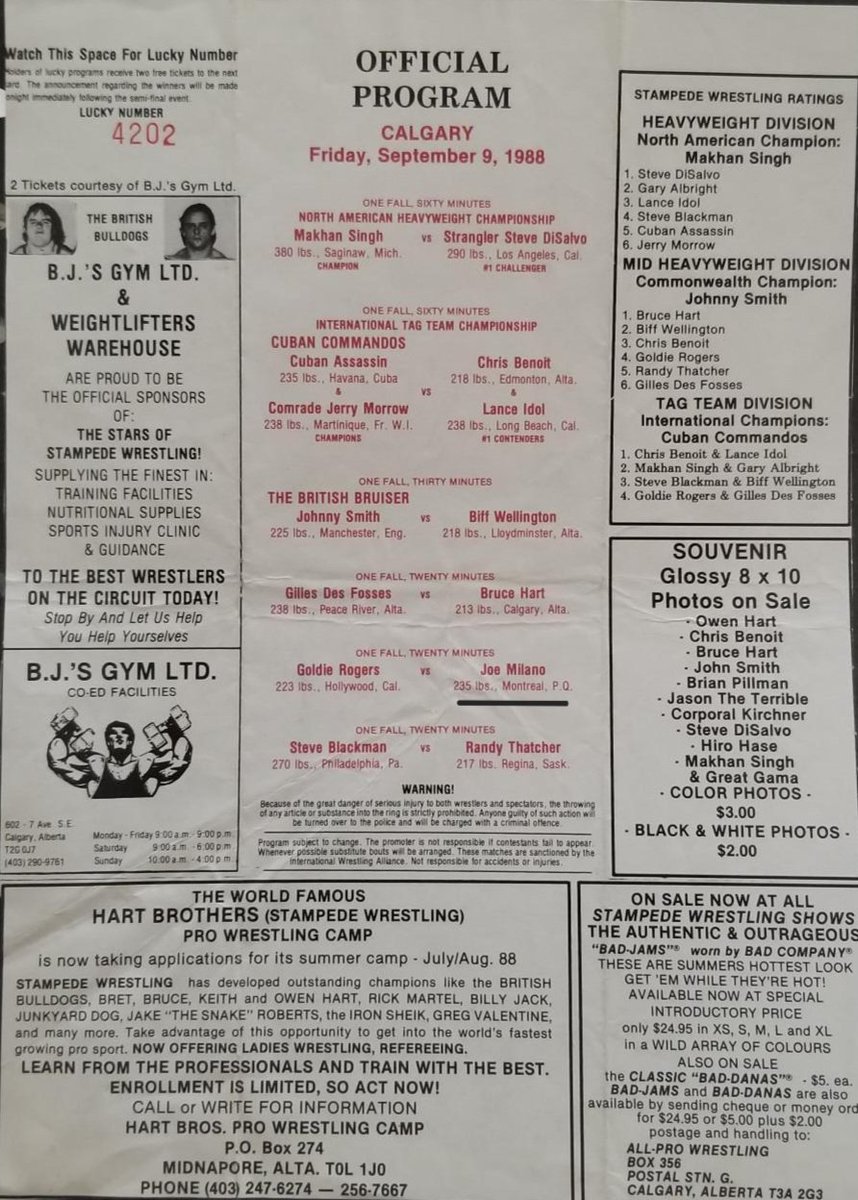 Watch This Space For Lucky Number
Holders of lucky programs receive two free tickets to the next
card. The announcement regarding the winners will be made
tonight immediately following the semi-final event.
LUCKY NUMBER
4202
2 Tickets courtesy of B.J.'s Gym Ltd.
THE BRITISH
BULLDOGS
B.J.'S GYM LTD.
&
WEIGHTLIFTERS
WAREHOUSE
ARE PROUD TO BE
THE OFFICIAL SPONSORS
OF:
THE STARS OF
STAMPEDE WRESTLING!
SUPPLYING THE FINEST IN:
TRAINING FACILITIES
NUTRITIONAL SUPPLIES
SPORTS INJURY CLINIC
& GUIDANCE
TO THE BEST WRESTLERS
ON THE CIRCUIT TODAY!
Stop By And Let Us Help
You Help Yourselves
B.J.'S GYM LTD.
CO-ED FACILITIES
602 - 7 Ave S.E.
Calgary, Alberta
T2G 0J7
(403) 290-9761
Monday - Friday 9:00 a.m. - 9:00 p.m.
Saturday 9:00 a.m. - 6:00 p.m.
Sunday 10:00 a.m. - 4:00 p.m.
OFFICIAL
PROGRAM
CALGARY
Friday, September 9, 1988
ONE FALL, SIXTY MINUTES
NORTH AMERICAN HEAVYWEIGHT CHAMPIONSHIP
Makhan Singh vs Strangler Steve DiSalvo
380 lbs., Saginaw, Mich. 290 lbs., Los Angeles, Cal.
CHAMPION #1 CHALLENGER
ONE FALL, SIXTY MINUTES
INTERNATIONAL TAG TEAM CHAMPIONSHIP
CUBAN COMMANDOS
Cuban Assassin Chris Benoit
235 lbs., Havana, Cuba 218 lbs., Edmonton, Alta.
& vs &
Comrade Jerry Morrow Lance Idol
238 lbs., Martinique, Fr. W.I. 238 lbs., Long Beach, Cal.
CHAMPIONS #1 CONTENDERS
ONE FALL, THIRTY MINUTES
THE BRITISH BRUISER
Johnny Smith vs Biff Wellington
225 lbs., Manchester, Eng. 218 lbs., Lloydminster, Alta.
ONE FALL, TWENTY MINUTES
Gilles Des Fosses vs Bruce Hart
238 lbs., Peace River, Alta. 213 lbs., Calgary, Alta.
ONE FALL, TWENTY MINUTES
Goldie Rogers vs Joe Milano
223 lbs., Hollywood, Cal. 235 lbs., Montreal, P.Q.
ONE FALL, TWENTY MINUTES
Steve Blackman vs Randy Thatcher
270 lbs., Philadelphia, Pa. 217 lbs. Regina, Sask.
WARNING!
Because of the great danger of serious injury to both wrestlers and spectators, the throwing
of any article or substance into the ring is strictly prohibited. Anyone guilty of such action will
be turned over to the police and will be charged with a criminal offence.
Program subject to change. The promoter is not responsible if contestants fail to appear.
Whenever possible substitute bouts will be arranged. These matches are sanctioned by the
International Wrestling Alliance. Not responsible for accidents or injuries.
STAMPEDE WRESTLING RATINGS
HEAVYWEIGHT DIVISION
North American Champion:
Makhan Singh
1. Steve DiSalvo
2. Gary Albright
3. Lance Idol
4. Steve Blackman
5. Cuban Assassin
6. Jerry Morrow
MID HEAVYWEIGHT DIVISION
Commonwealth Champion:
Johnny Smith
1. Bruce Hart
2. Biff Wellington
3. Chris Benoit
4. Goldie Rogers
5. Randy Thatcher
6. Gilles Des Fosses
TAG TEAM DIVISION
International Champions:
Cuban Commandos
1. Chris Benoit & Lance Idol
2. Makhan Singh & Gary Albright
3. Steve Blackman & Biff Wellington
4. Goldie Rogers & Gilles Des Fosses
SOUVENIR
Glossy 8 x 10
Photos on Sale
- Owen Hart
- Chris Benoit
- Bruce Hart
- John Smith
- Brian Pillman
- Jason The Terrible
- Corporal Kirchner
- Steve DiSalvo
- Hiro Hase
- Makhan Singh
& Great Gama
- COLOR PHOTOS -
$3.00
- BLACK & WHITE PHOTOS -
$2.00
THE WORLD FAMOUS
HART BROTHERS (STAMPEDE WRESTLING)
PRO WRESTLING CAMP
is now taking applications for its summer camp - July/Aug. 88
STAMPEDE WRESTLING has developed outstanding champions like the BRITISH
BULLDOGS, BRET, BRUCE, KEITH and OWEN HART, RICK MARTEL, BILLY JACK,
JUNKYARD DOG, JAKE "THE SNAKE" ROBERTS, the IRON SHEIK, GREG VALENTINE,
and many more. Take advantage of this opportunity to get into the world's fastest
growing pro sport. NOW OFFERING LADIES WRESTLING, REFEREEING.
LEARN FROM THE PROFESSIONALS AND TRAIN WITH THE BEST.
ENROLLMENT IS LIMITED, SO ACT NOW!
CALL or WRITE FOR INFORMATION
HART BROS. PRO WRESTLING CAMP
P.O. Box 274
MIDNAPORE, ALTA. T0L 1J0
PHONE (403) 247-6274 — 256-7667
ON SALE NOW AT ALL
STAMPEDE WRESTLING SHOWS
THE AUTHENTIC & OUTRAGEOUS
"BAD-JAMS"® worn by BAD COMPANY®
THESE ARE SUMMERS HOTTEST LOOK
GET 'EM WHILE THEY'RE HOT!
AVAILABLE NOW AT SPECIAL
INTRODUCTORY PRICE
only $24.95 in XS, S, M, L and XL
in a WILD ARRAY OF COLOURS
ALSO ON SALE
the CLASSIC "BAD-DANAS"® - $5. ea.
BAD-JAMS and BAD-DANAS are also
available by sending cheque or money ord
for $24.95 or $5.00 plus $2.00
postage and handling to:
ALL-PRO WRESTLING
BOX 356
POSTAL STN. G.
CALGARY, ALBERTA T3A 2G3